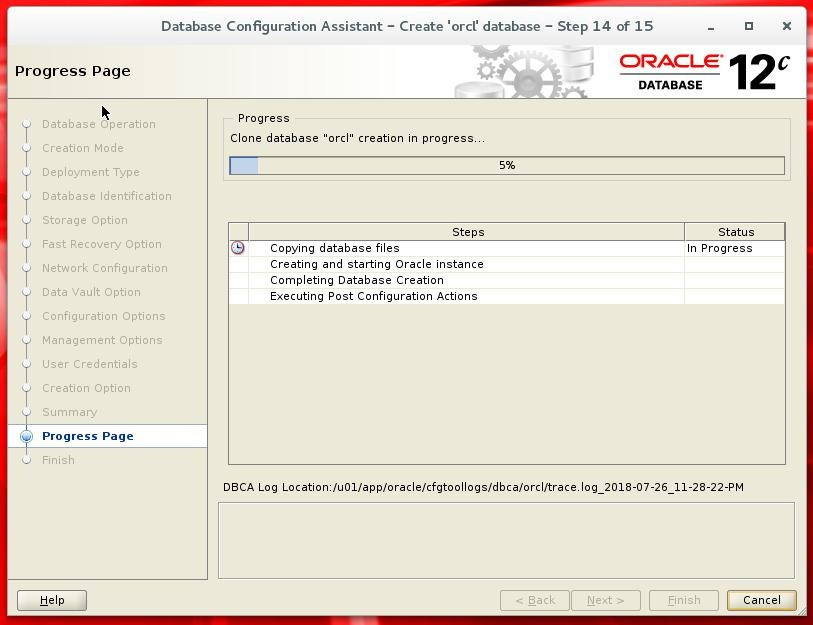 Database Configuration Assistant – Create 'orcl' database – Step 14 of 15
Progress Page
ORACLE®
DATABASE
12c
Database Operation
Creation Mode
Deployment Type
Database Identification
Storage Option
Fast Recovery Option
Network Configuration
Data Vault Option
Configuration Options
Management Options
User Credentials
Creation Option
Summary
Progress Page
Finish
Progress
Clone database "orcl" creation in progress...
5%
Steps Status
Copying database files In Progress
Creating and starting Oracle instance
Completing Database Creation
Executing Post Configuration Actions
DBCA Log Location:/u01/app/oracle/cfgtoollogs/dbca/orcl/trace.log_2018-07-26_11-28-22-PM
Help < Back Next > Finish Cancel